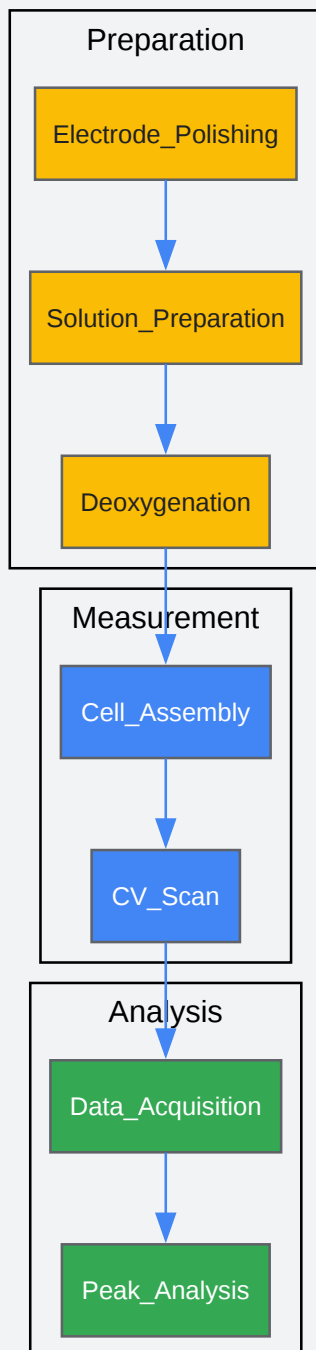 Preparation
Electrode_Polishing
Solution_Preparation
Deoxygenation
Measurement
Cell_Assembly
CV_Scan
Analysis
Data_Acquisition
Peak_Analysis